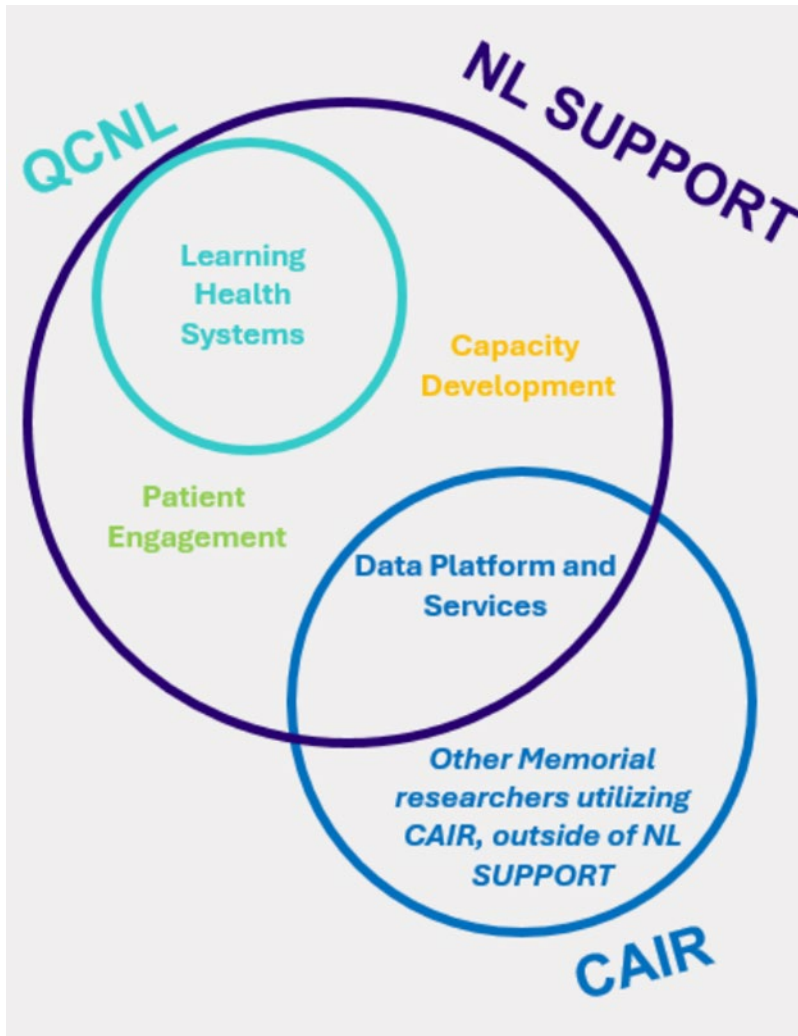 NL SUPPORT
QCNL
Learning
Health
Systems
Capacity
Development
Patient
Engagement
Data Platform and
Services
Other Memorial
researchers utilizing
CAIR, outside of NL
SUPPORT
CAIR